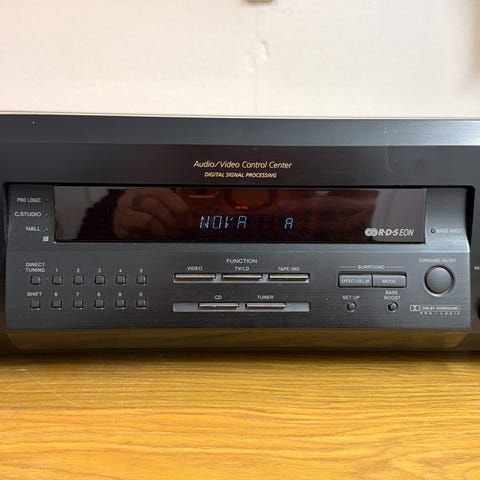 Audio/Video Control Center
DIGITAL SIGNAL PROCESSING
PRO LOGIC
C.STUDIO
HALL
NOVA A
R·D·S EON
BASS BOOST
DIRECT TUNING
1 2 3 4 5
SHIFT
6 7 8 9 0
FUNCTION
VIDEO TV/LD TAPE/MD
CD TUNER
SURROUND
EFFECT/DELAY MODE
SET UP
BASS BOOST
SURROUND ON/OFF
DOLBY SURROUND
PRO · LOGIC